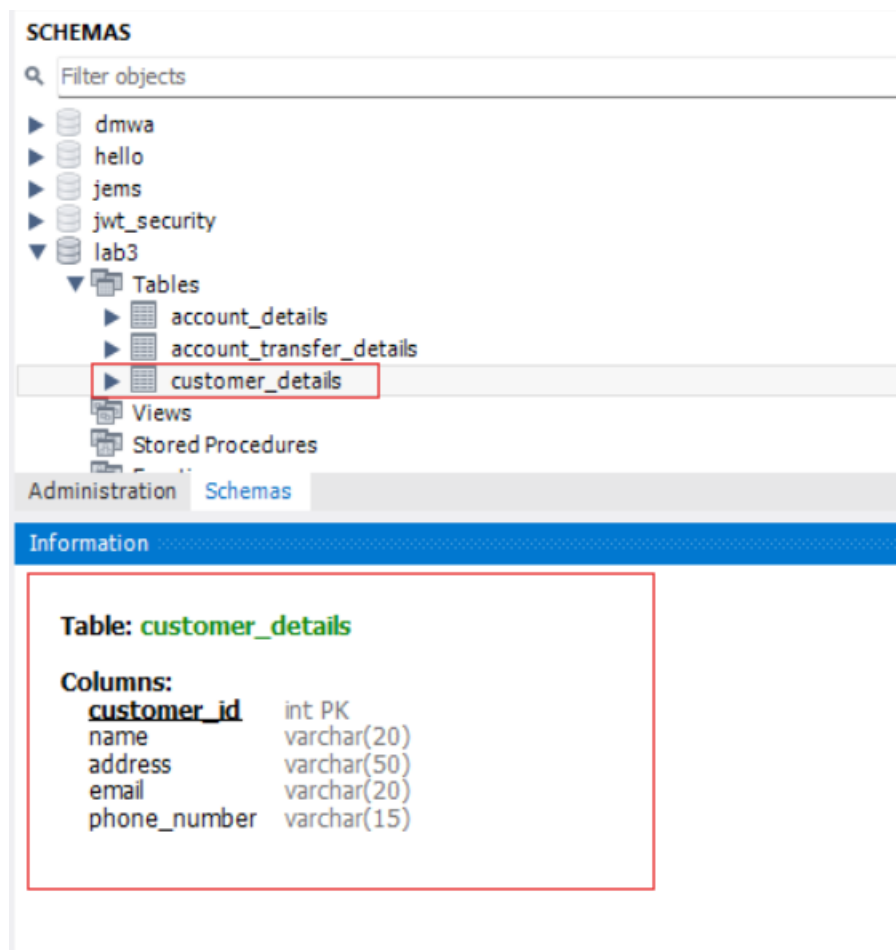 SCHEMAS
Filter objects
dmwa
hello
jems
jwt_security
lab3
Tables
account_details
account_transfer_details
customer_details
Views
Stored Procedures
Administration Schemas
Information
Table: customer_details
Columns:
customer_id int PK
name varchar(20)
address varchar(50)
email varchar(20)
phone_number varchar(15)